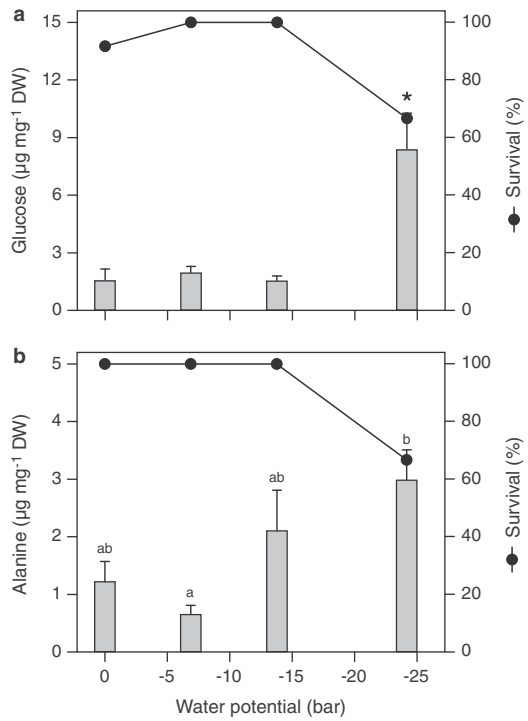 a
15
12
9
6
3
0
Glucose (µg mg-1 DW)
*
100
80
60
40
20
0
Survival (%)
b
5
4
3
2
1
0
Alanine (µg mg-1 DW)
ab
a
ab
b
100
80
60
40
20
0
Survival (%)
0 -5 -10 -15 -20 -25
Water potential (bar)